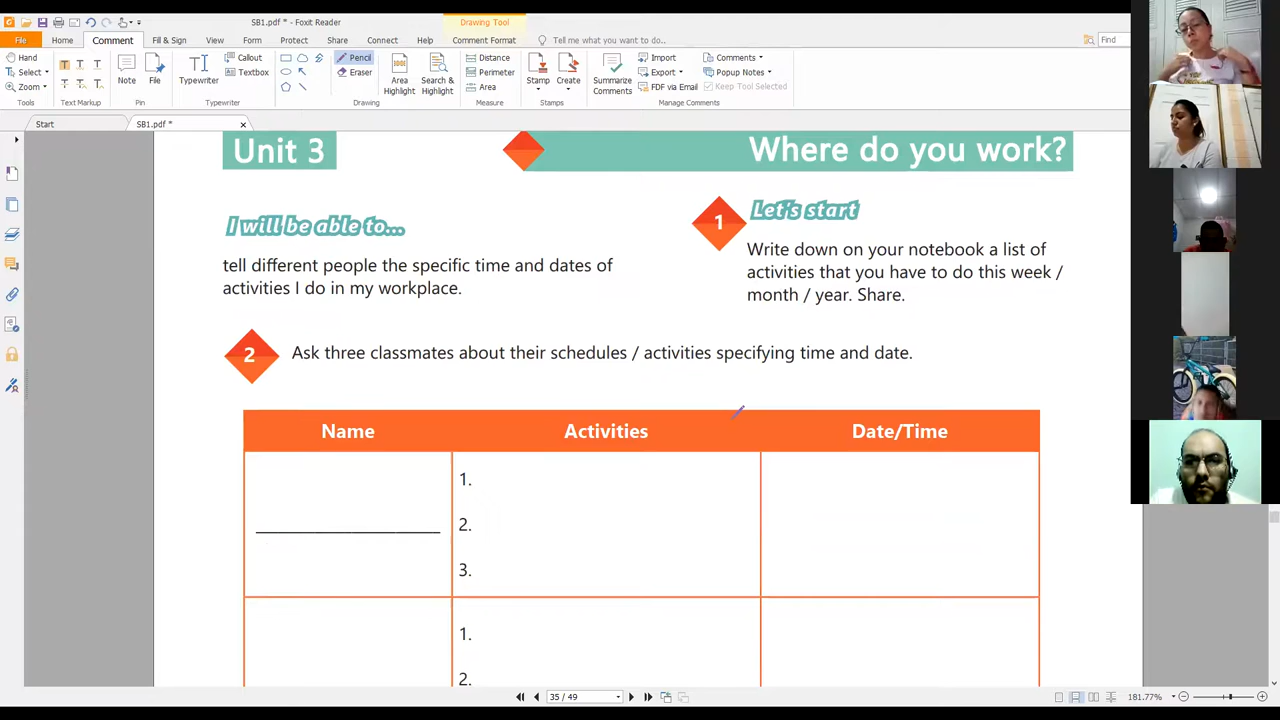 SB1.pdf * - Foxit Reader
Drawing Tool
File
Home
Comment
Fill & Sign
View
Form
Protect
Share
Connect
Help
Comment Format
Tell me what you want to do..
Find
Hand
Select
Zoom
Tools
Text Markup
Note
File
Pin
Typewriter
Callout
Textbox
Typewriter
Pencil
Eraser
Drawing
Area
Highlight
Search &
Highlight
Distance
Perimeter
Area
Measure
Stamp
Create
Stamps
Summarize
Comments
Import
Export
FDF via Email
Comments
Popup Notes
Keep Tool Selected
Manage Comments
Start
SB1.pdf *
Unit 3
Where do you work?
I will be able to...
tell different people the specific time and dates of
activities I do in my workplace.
1
Let's start
Write down on your notebook a list of
activities that you have to do this week /
month / year. Share.
2
Ask three classmates about their schedules / activities specifying time and date.
Name
Activities
Date/Time
1.
2.
3.
1.
2.
35 / 49
181.77%